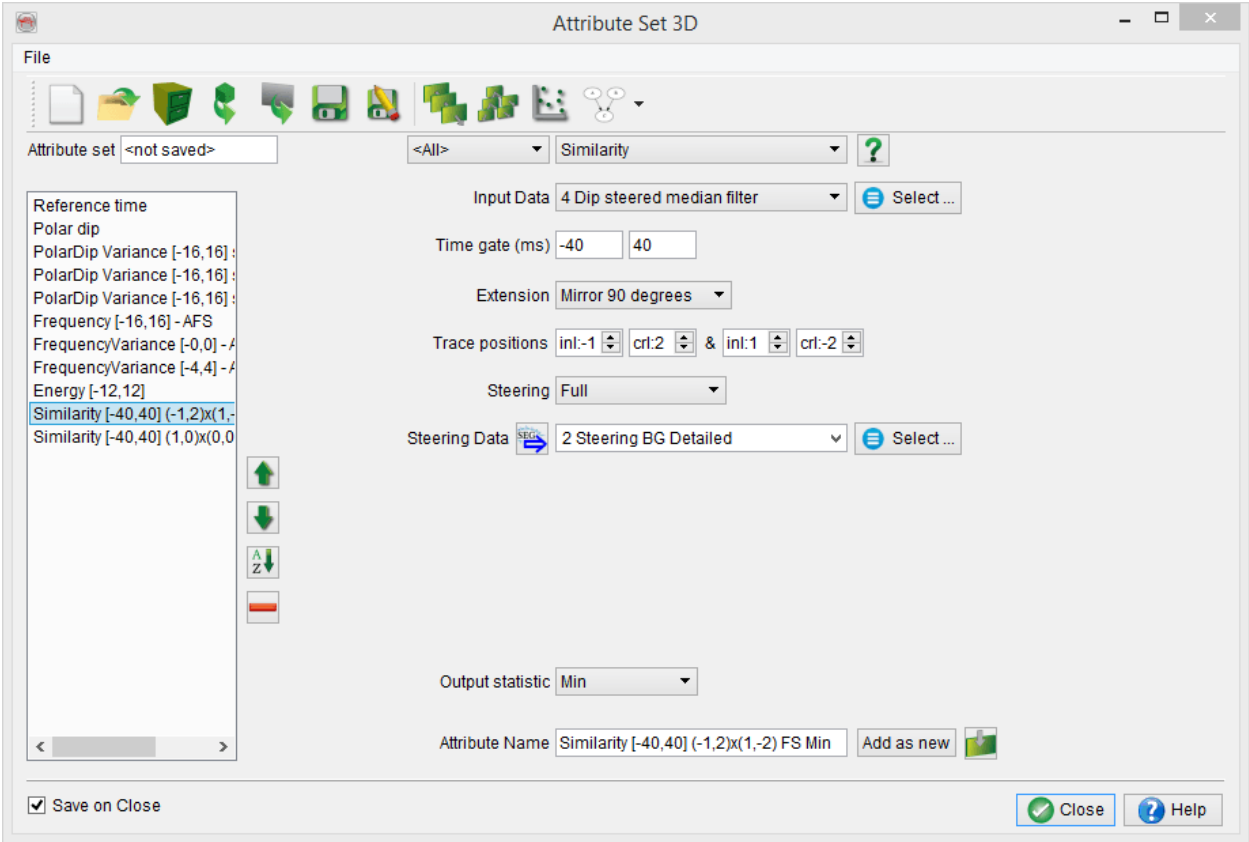 Attribute Set 3D
File
Attribute set <not saved> <All> Similarity ?
Input Data 4 Dip steered median filter Select ...
Time gate (ms) -40 40
Extension Mirror 90 degrees
Trace positions inl:-1 crl:2 & inl:1 crl:-2
Steering Full
Steering Data SEG 2 Steering BG Detailed Select ...
Reference time
Polar dip
PolarDip Variance [-16,16] s
PolarDip Variance [-16,16] s
PolarDip Variance [-16,16] s
Frequency [-16,16] - AFS
FrequencyVariance [-0,0] - A
FrequencyVariance [-4,4] - A
Energy [-12,12]
Similarity [-40,40] (-1,2)x(1,-
Similarity [-40,40] (1,0)x(0,0
A
Z
Output statistic Min
Attribute Name Similarity [-40,40] (-1,2)x(1,-2) FS Min Add as new
Save on Close Close ? Help